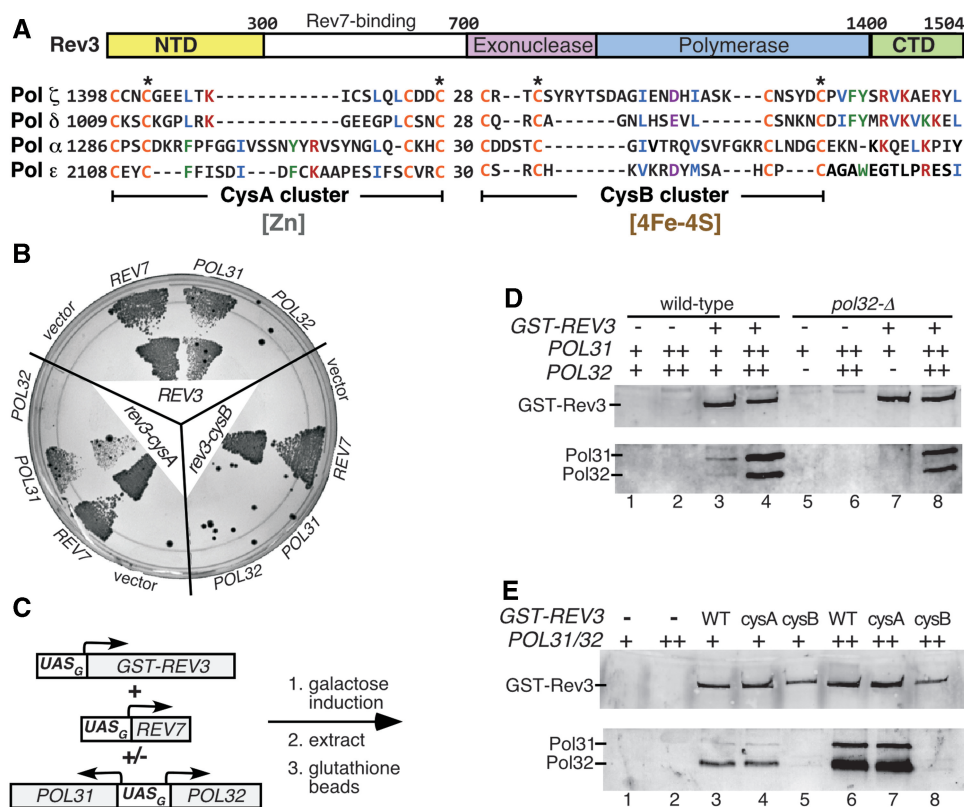 A
300 Rev7-binding 700 1400 1504
Rev3 NTD Exonuclease Polymerase CTD
* * * *
Pol ζ 1398 CCNCGEELTK-----------ICSLQLCDDC 28 CR--TCSYRYTSDAGIENDHIASK---CNSYDCPVFYSRVKAERYL
Pol δ 1009 CKSCKGPLRK-----------GEEGPLCSNC 28 CQ--RCA------GNLHSEVL------CSNKNCDIFYMRVKVKKEL
Pol α 1286 CPSCDKRFPFGGIVSSNYYRVSYNGLQ-CKHC 30 CDDSTC-------GIVTRQVSVFGKRCLNDGCEKN-KKQELKPIY
Pol ε 2108 CEYC---FFISDI--DFCKAAPESIFSCVRC 30 CS--RCH------KVKRDYMSA--HCP--CAGAWEGTLPRESI
CysA cluster CysB cluster
[Zn] [4Fe-4S]
B
vector REV7 POL31 POL32
REV3
POL32 POL31 REV7 vector
rev3-cysA
rev3-cysB
vector REV7 POL31 POL32
C
UASG GST-REV3
+
UASG REV7
+/-
POL31 UASG POL32
1. galactose
induction
2. extract
3. glutathione
beads
D
wild-type pol32-Δ
GST-REV3 - - + + - - + +
POL31 + ++ + ++ + ++ + ++
POL32 + ++ + ++ - ++ - ++
GST-Rev3
Pol31
Pol32
1 2 3 4 5 6 7 8
E
GST-REV3 - - WT cysA cysB WT cysA cysB
POL31/32 + ++ + + + ++ ++ ++
GST-Rev3
Pol31
Pol32
1 2 3 4 5 6 7 8